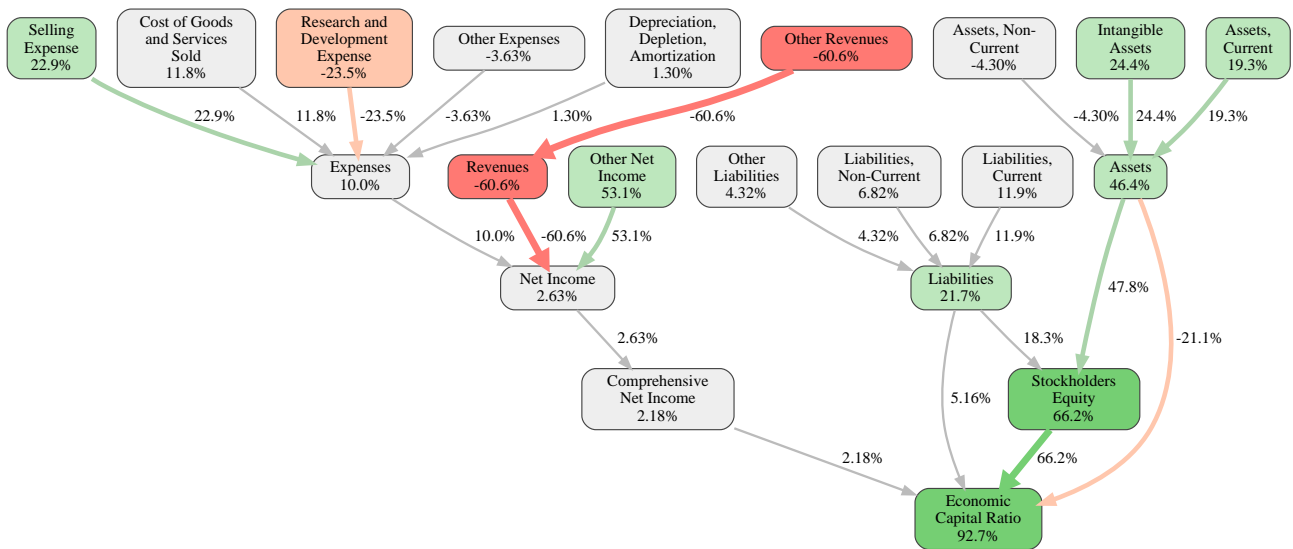 Selling
Expense
22.9%
Cost of Goods
and Services
Sold
11.8%
Research and
Development
Expense
-23.5%
Other Expenses
-3.63%
Depreciation,
Depletion,
Amortization
1.30%
Other Revenues
-60.6%
Assets, Non-
Current
-4.30%
Intangible
Assets
24.4%
Assets,
Current
19.3%
22.9%
11.8%
-23.5%
-3.63%
1.30%
-60.6%
-4.30%
24.4%
19.3%
Expenses
10.0%
Revenues
-60.6%
Other Net
Income
53.1%
Other
Liabilities
4.32%
Liabilities,
Non-Current
6.82%
Liabilities,
Current
11.9%
Assets
46.4%
10.0%
-60.6%
53.1%
4.32%
6.82%
11.9%
Net Income
2.63%
Liabilities
21.7%
47.8%
2.63%
18.3%
-21.1%
Comprehensive
Net Income
2.18%
5.16%
Stockholders
Equity
66.2%
2.18%
66.2%
Economic
Capital Ratio
92.7%